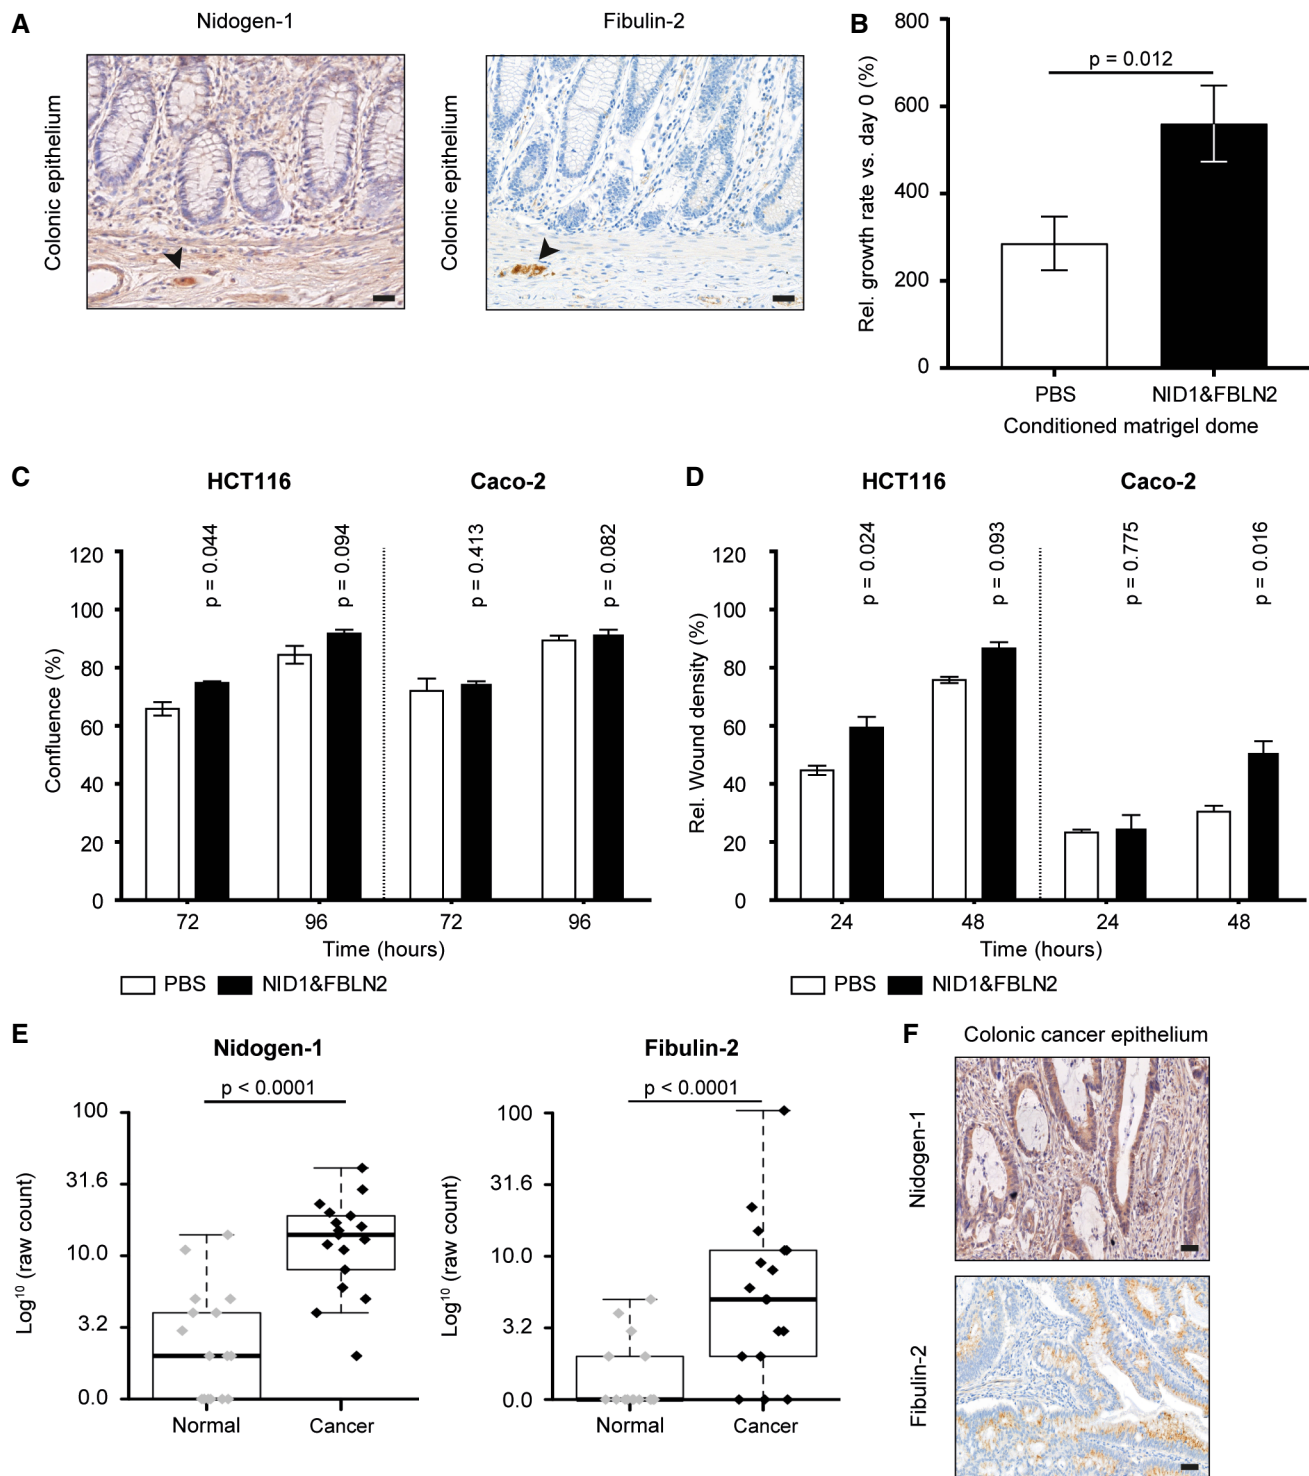 A
Nidogen-1
Fibulin-2
Colonic epithelium
Colonic epithelium
B
Rel. growth rate vs. day 0 (%)
800
600
400
200
0
p = 0.012
PBS
NID1&FBLN2
Conditioned matrigel dome
C
HCT116
Caco-2
p = 0.044
p = 0.094
p = 0.413
p = 0.082
Confluence (%)
120
100
80
60
40
20
0
72
96
72
96
Time (hours)
PBS
NID1&FBLN2
D
HCT116
Caco-2
p = 0.024
p = 0.093
p = 0.775
p = 0.016
Rel. Wound density (%)
120
100
80
60
40
20
0
24
48
24
48
Time (hours)
PBS
NID1&FBLN2
E
Nidogen-1
p < 0.0001
Log¹⁰ (raw count)
100
31.6
10.0
3.2
0.0
Normal
Cancer
Fibulin-2
p < 0.0001
Log¹⁰ (raw count)
100
31.6
10.0
3.2
0.0
Normal
Cancer
F
Colonic cancer epithelium
Nidogen-1
Fibulin-2